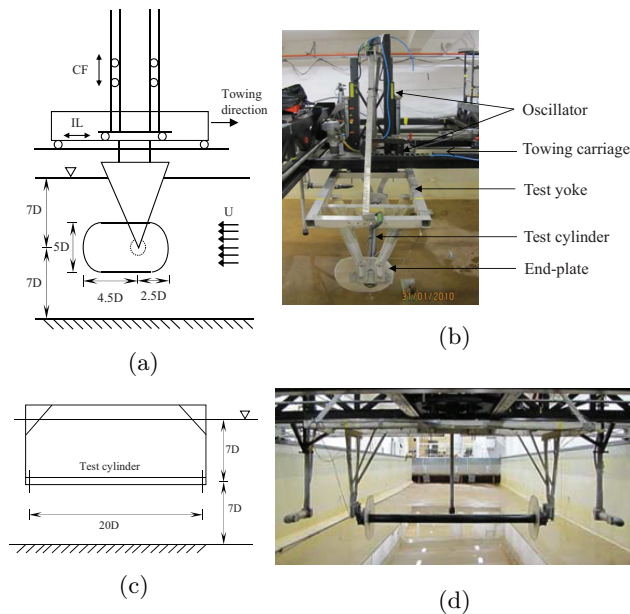 CF
Towing
direction
IL
7D
5D
U
7D
4.5D
2.5D
(a)
Oscillator
Towing carriage
Test yoke
Test cylinder
End-plate
31/01/2010
(b)
Test cylinder
7D
20D
7D
(c)
(d)